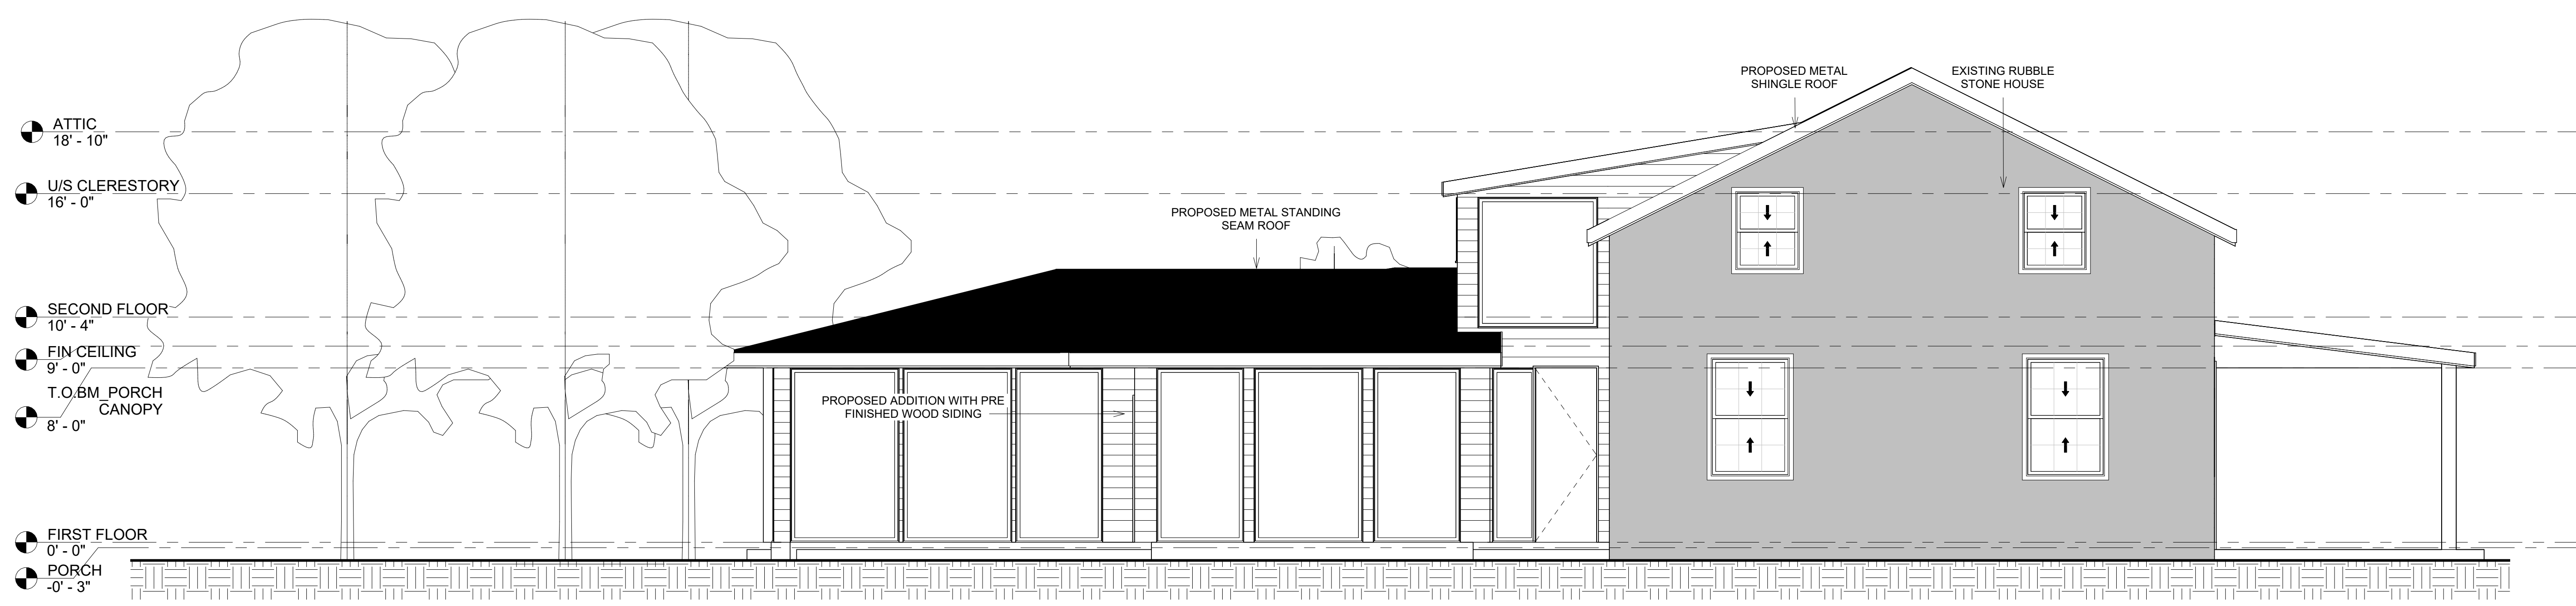 PROPOSED METAL
SHINGLE ROOF
EXISTING RUBBLE
STONE HOUSE
ATTIC
18' - 10"
U/S CLERESTORY
16' - 0"
PROPOSED METAL STANDING
SEAM ROOF
SECOND FLOOR
10' - 4"
FIN CEILING
9' - 0"
T.O.BM_PORCH
CANOPY
8' - 0"
PROPOSED ADDITION WITH PRE
FINISHED WOOD SIDING
FIRST FLOOR
0' - 0"
PORCH
-0' - 3"